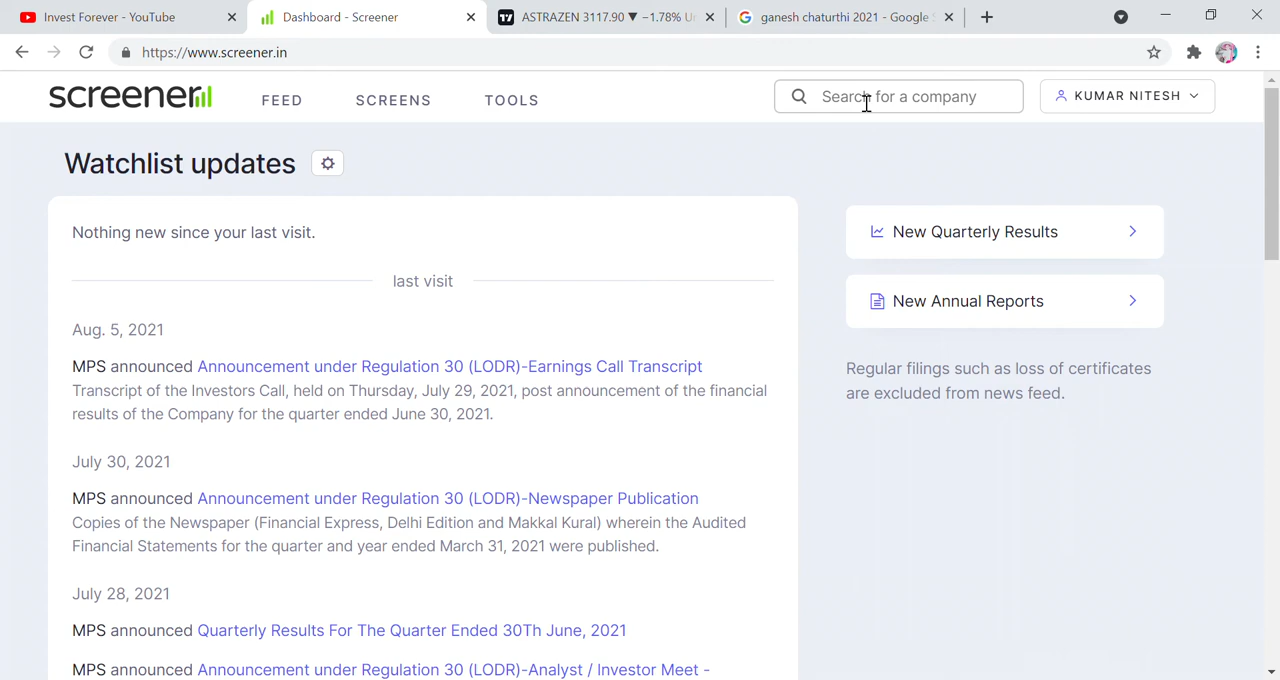 Invest Forever - YouTube
Dashboard - Screener
ASTRAZEN 3117.90 ▼ −1.78%
ganesh chaturthi 2021 - Google
https://www.screener.in
screener
FEED
SCREENS
TOOLS
Search for a company
KUMAR NITESH
Watchlist updates
Nothing new since your last visit.
last visit
Aug. 5, 2021
MPS announced Announcement under Regulation 30 (LODR)-Earnings Call Transcript
Transcript of the Investors Call, held on Thursday, July 29, 2021, post announcement of the financial
results of the Company for the quarter ended June 30, 2021.
July 30, 2021
MPS announced Announcement under Regulation 30 (LODR)-Newspaper Publication
Copies of the Newspaper (Financial Express, Delhi Edition and Makkal Kural) wherein the Audited
Financial Statements for the quarter and year ended March 31, 2021 were published.
July 28, 2021
MPS announced Quarterly Results For The Quarter Ended 30Th June, 2021
MPS announced Announcement under Regulation 30 (LODR)-Analyst / Investor Meet -
New Quarterly Results
New Annual Reports
Regular filings such as loss of certificates
are excluded from news feed.